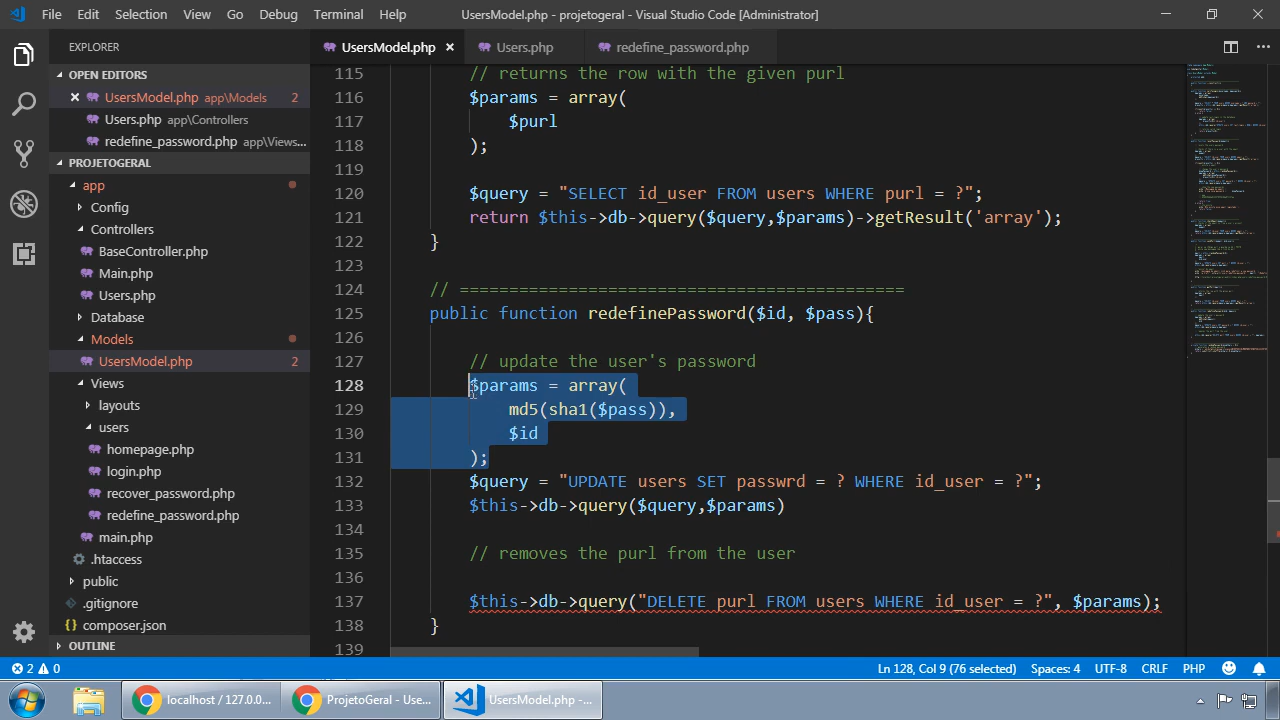 File Edit Selection View Go Debug Terminal Help UsersModel.php - projetogeral - Visual Studio Code [Administrator]
EXPLORER
UsersModel.php × Users.php redefine_password.php
OPEN EDITORS
UsersModel.php app\Models 2
Users.php app\Controllers
redefine_password.php app\Views...
PROJETOGERAL
app
Config
Controllers
BaseController.php
Main.php
Users.php
Database
Models
UsersModel.php 2
Views
layouts
users
homepage.php
login.php
recover_password.php
redefine_password.php
main.php
.htaccess
public
.gitignore
composer.json
OUTLINE
115 // returns the row with the given purl
116 $params = array(
117 $purl
118 );
119
120 $query = "SELECT id_user FROM users WHERE purl = ?";
121 return $this->db->query($query,$params)->getResult('array');
122 }
123
124 // =============================================
125 public function redefinePassword($id, $pass){
126
127 // update the user's password
128 $params = array(
129 md5(sha1($pass)),
130 $id
131 );
132 $query = "UPDATE users SET passwrd = ? WHERE id_user = ?";
133 $this->db->query($query,$params)
134
135 // removes the purl from the user
136
137 $this->db->query("DELETE purl FROM users WHERE id_user = ?", $params);
138 }
139
2 0 Ln 128, Col 9 (76 selected) Spaces: 4 UTF-8 CRLF PHP
localhost / 127.0.0... ProjetoGeral - Use... UsersModel.php -...